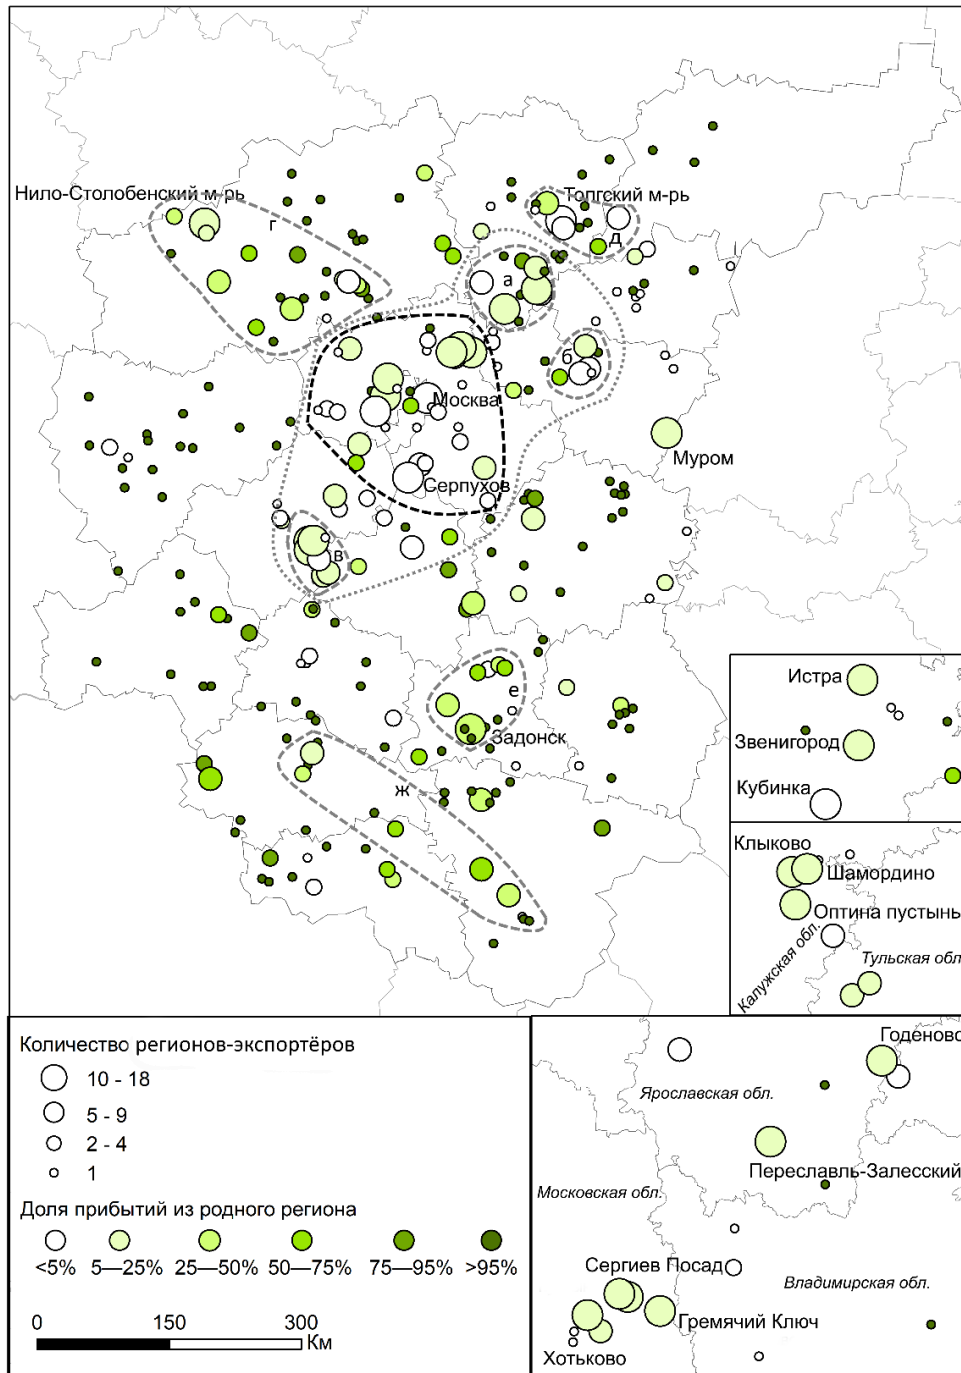 Нило-Столобенский м-рь
Топгский м-рь
г
д
а
б
Москва
Муром
Серпухов
в
е
Задонск
ж
Истра
Звенигород
Кубинка
Клыково
Шамордино
Оптина пустынь
Калужская обл.
Тульская обл.
Количество регионов-экспортёров
10 - 18
5 - 9
2 - 4
1
Доля прибытий из родного региона
<5% 5—25% 25—50% 50—75% 75—95% >95%
0 150 300
Км
Годеново
Ярославская обл.
Переславль-Залесский
Московская обл.
Сергиев Посад
Владимирская обл.
Гремячий Ключ
Хотьково